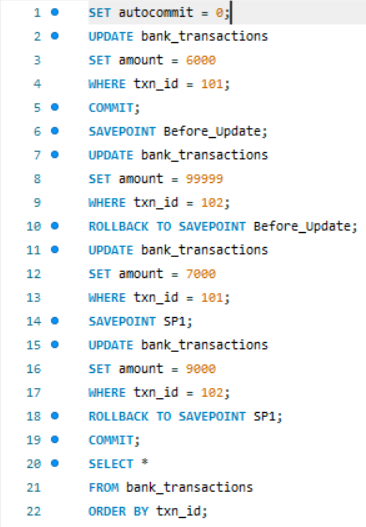 1 SET autocommit = 0;
2 UPDATE bank_transactions
3 SET amount = 6000
4 WHERE txn_id = 101;
5 COMMIT;
6 SAVEPOINT Before_Update;
7 UPDATE bank_transactions
8 SET amount = 99999
9 WHERE txn_id = 102;
10 ROLLBACK TO SAVEPOINT Before_Update;
11 UPDATE bank_transactions
12 SET amount = 7000
13 WHERE txn_id = 101;
14 SAVEPOINT SP1;
15 UPDATE bank_transactions
16 SET amount = 9000
17 WHERE txn_id = 102;
18 ROLLBACK TO SAVEPOINT SP1;
19 COMMIT;
20 SELECT *
21 FROM bank_transactions
22 ORDER BY txn_id;